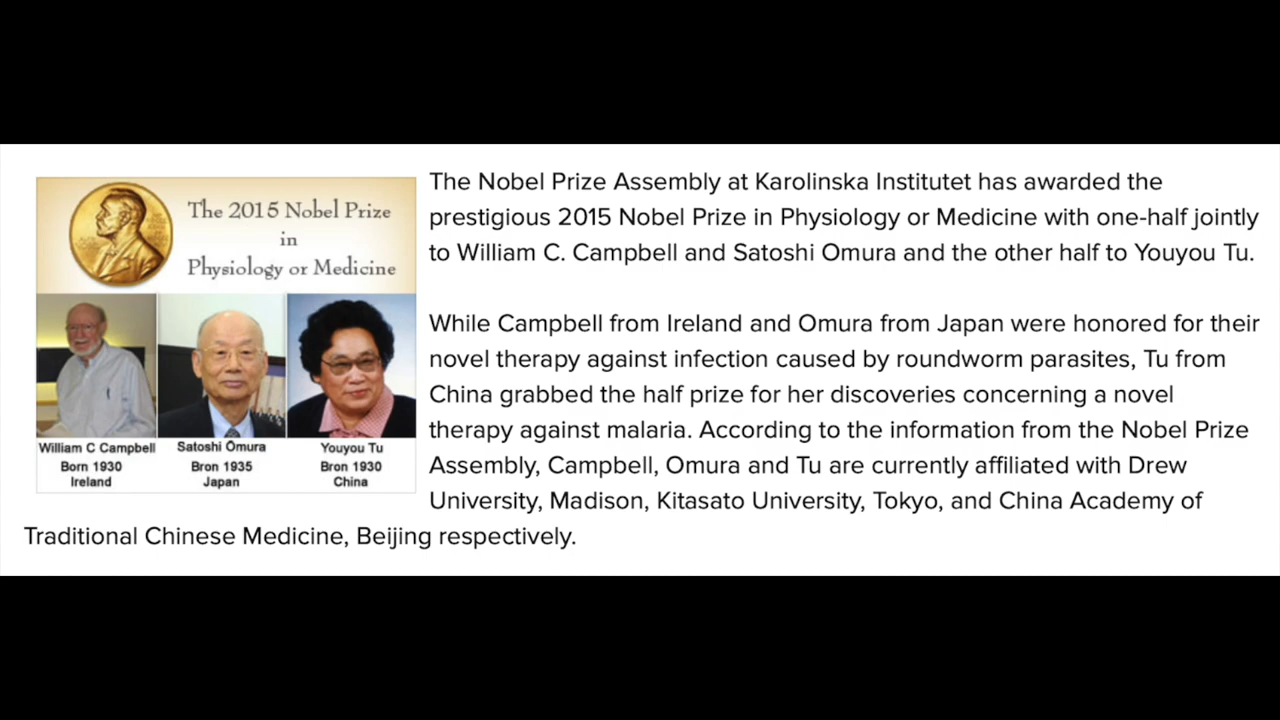 The 2015 Nobel Prize
in
Physiology or Medicine
William C Campbell
Born 1930
Ireland
Satoshi Ōmura
Bron 1935
Japan
Youyou Tu
Bron 1930
China
The Nobel Prize Assembly at Karolinska Institutet has awarded the
prestigious 2015 Nobel Prize in Physiology or Medicine with one-half jointly
to William C. Campbell and Satoshi Omura and the other half to Youyou Tu.
While Campbell from Ireland and Omura from Japan were honored for their
novel therapy against infection caused by roundworm parasites, Tu from
China grabbed the half prize for her discoveries concerning a novel
therapy against malaria. According to the information from the Nobel Prize
Assembly, Campbell, Omura and Tu are currently affiliated with Drew
University, Madison, Kitasato University, Tokyo, and China Academy of
Traditional Chinese Medicine, Beijing respectively.